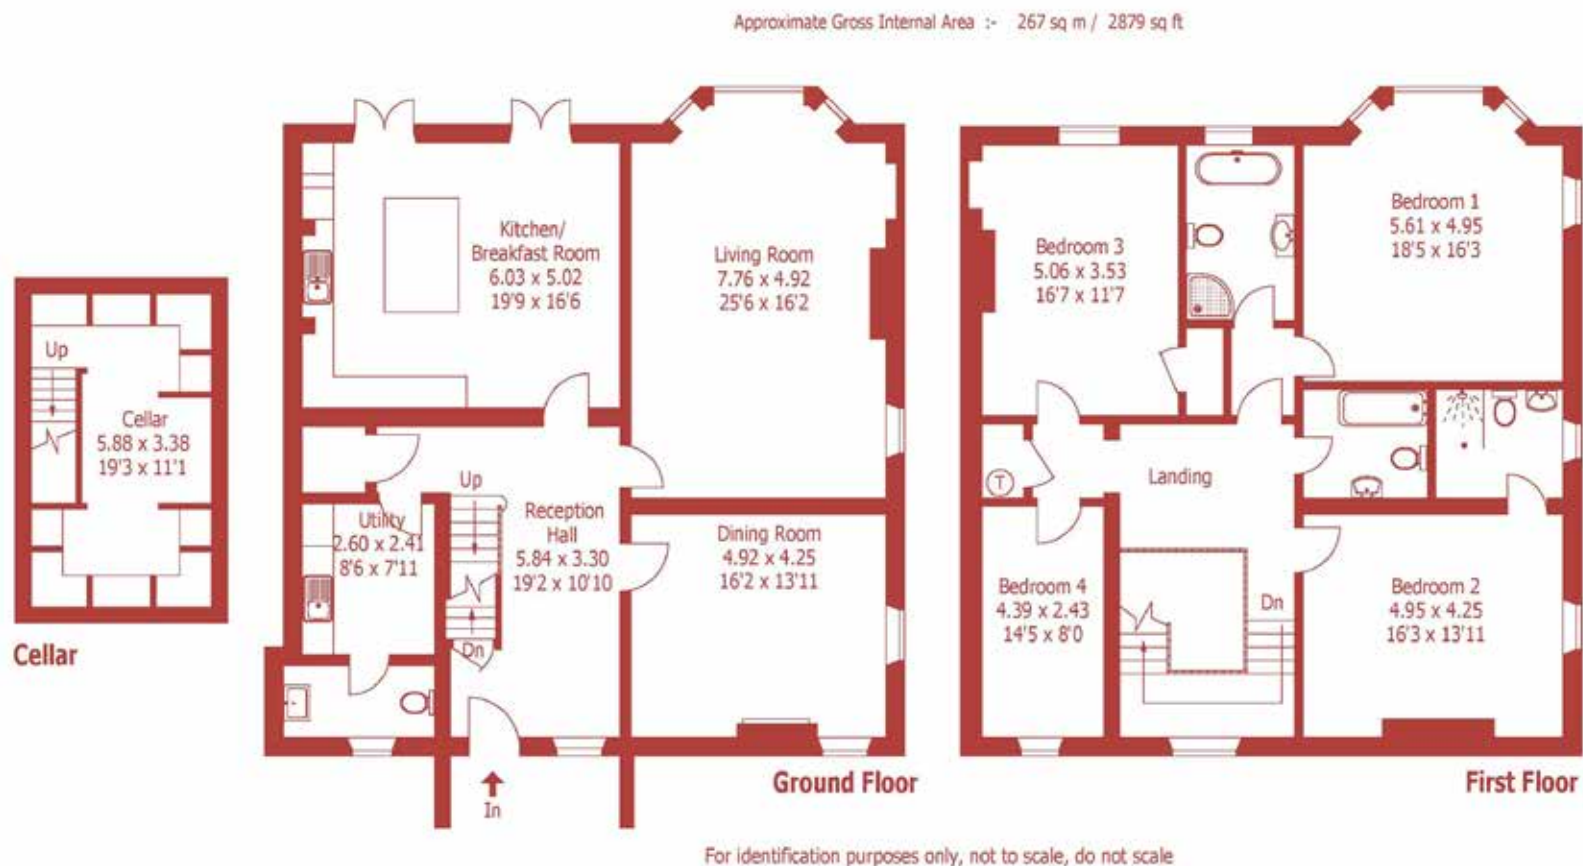 Approximate Gross Internal Area :- 267 sq m / 2879 sq ft
Up
Cellar
5.88 x 3.38
19'3 x 11'1
Cellar
Kitchen/
Breakfast Room
6.03 x 5.02
19'9 x 16'6
Living Room
7.76 x 4.92
25'6 x 16'2
Up
Utility
2.60 x 2.41
8'6 x 7'11
Reception
Hall
5.84 x 3.30
19'2 x 10'10
Dining Room
4.92 x 4.25
16'2 x 13'11
Dn
In
Ground Floor
Bedroom 3
5.06 x 3.53
16'7 x 11'7
Bedroom 1
5.61 x 4.95
18'5 x 16'3
T
Landing
Bedroom 4
4.39 x 2.43
14'5 x 8'0
Dn
Bedroom 2
4.95 x 4.25
16'3 x 13'11
First Floor
For identification purposes only, not to scale, do not scale